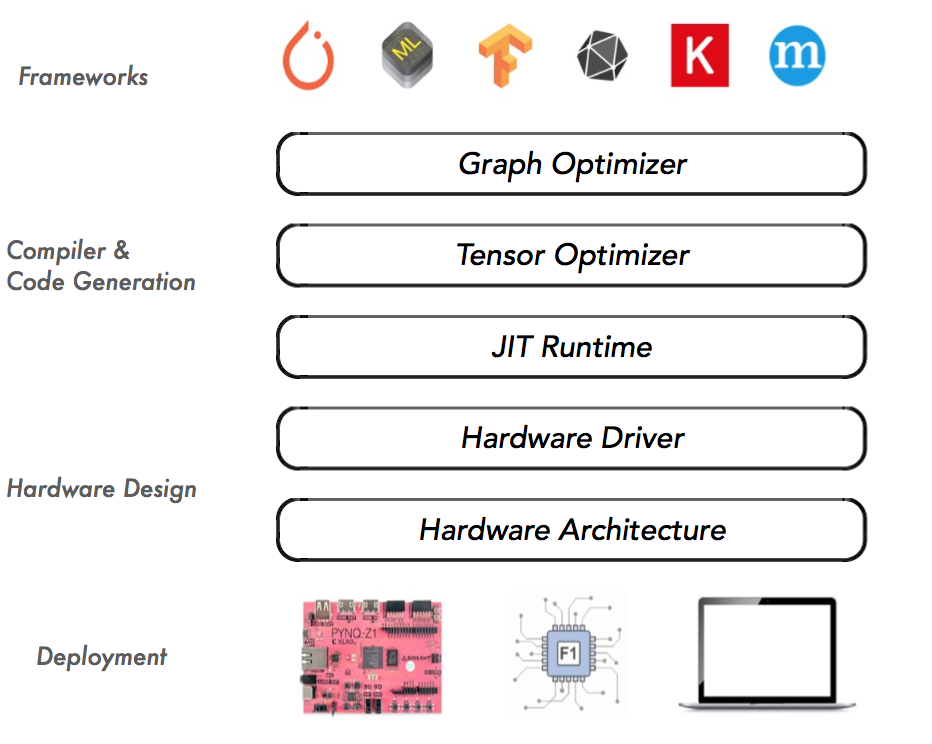 Frameworks
ML
K
m
Graph Optimizer
Compiler &
Code Generation
Tensor Optimizer
JIT Runtime
Hardware Driver
Hardware Design
Hardware Architecture
Deployment
PYNQ-Z1
XILINX
DIGILENT
F1